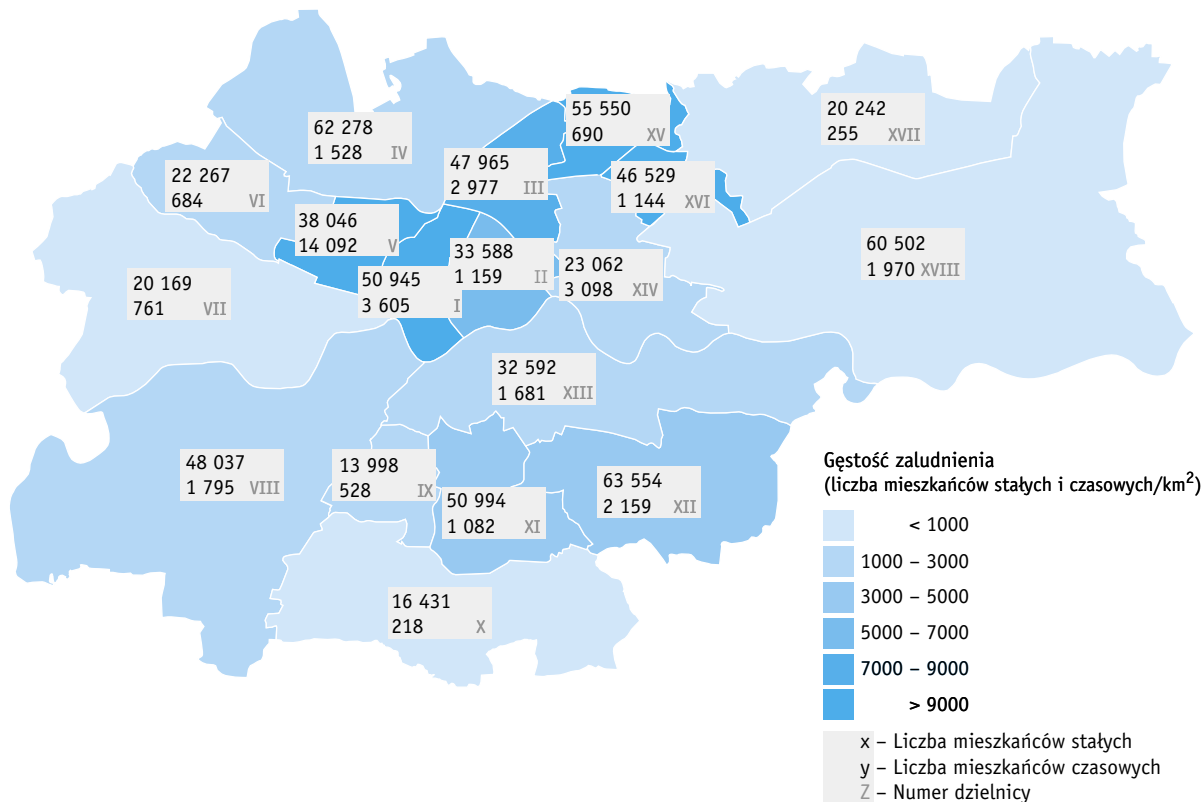 55 550
690 XV
20 242
255 XVII
62 278
1 528 IV
47 965
2 977 III
22 267
684 VI
46 529
1 144 XVI
38 046
14 092 V
33 588
1 159 II
60 502
1 970 XVIII
23 062
3 098 XIV
50 945
3 605 I
20 169
761 VII
32 592
1 681 XIII
48 037
1 795 VIII
13 998
528 IX
50 994
1 082 XI
63 554
2 159 XII
16 431
218 X
Gęstość zaludnienia
(liczba mieszkańców stałych i czasowych/km²)
< 1000
1000 – 3000
3000 – 5000
5000 – 7000
7000 – 9000
> 9000
x – Liczba mieszkańców stałych
y – Liczba mieszkańców czasowych
Z – Numer dzielnicy